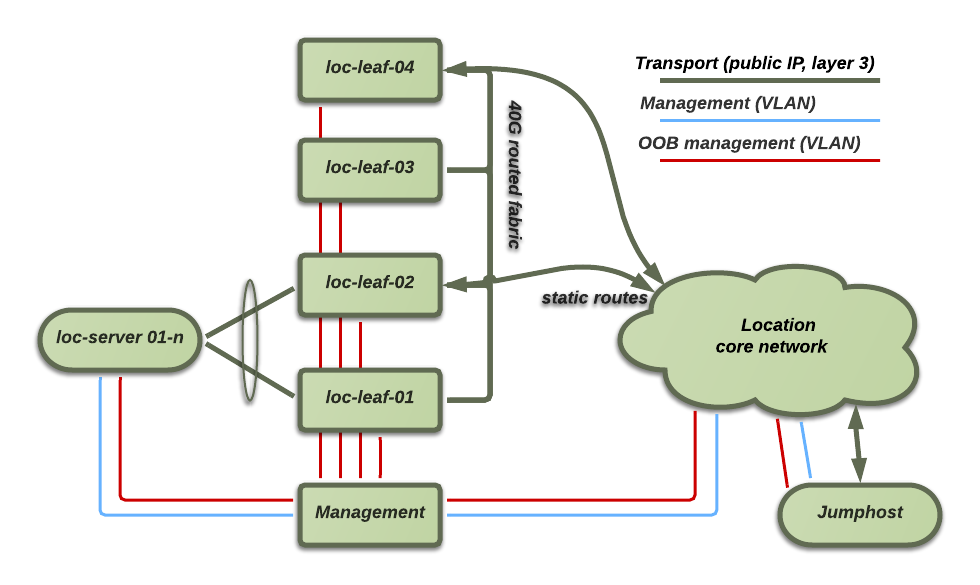 loc-leaf-04
Transport (public IP, layer 3)
Management (VLAN)
OOB management (VLAN)
40G routed fabric
loc-leaf-03
loc-leaf-02
static routes
loc-server 01-n
Location
core network
loc-leaf-01
Management
Jumphost